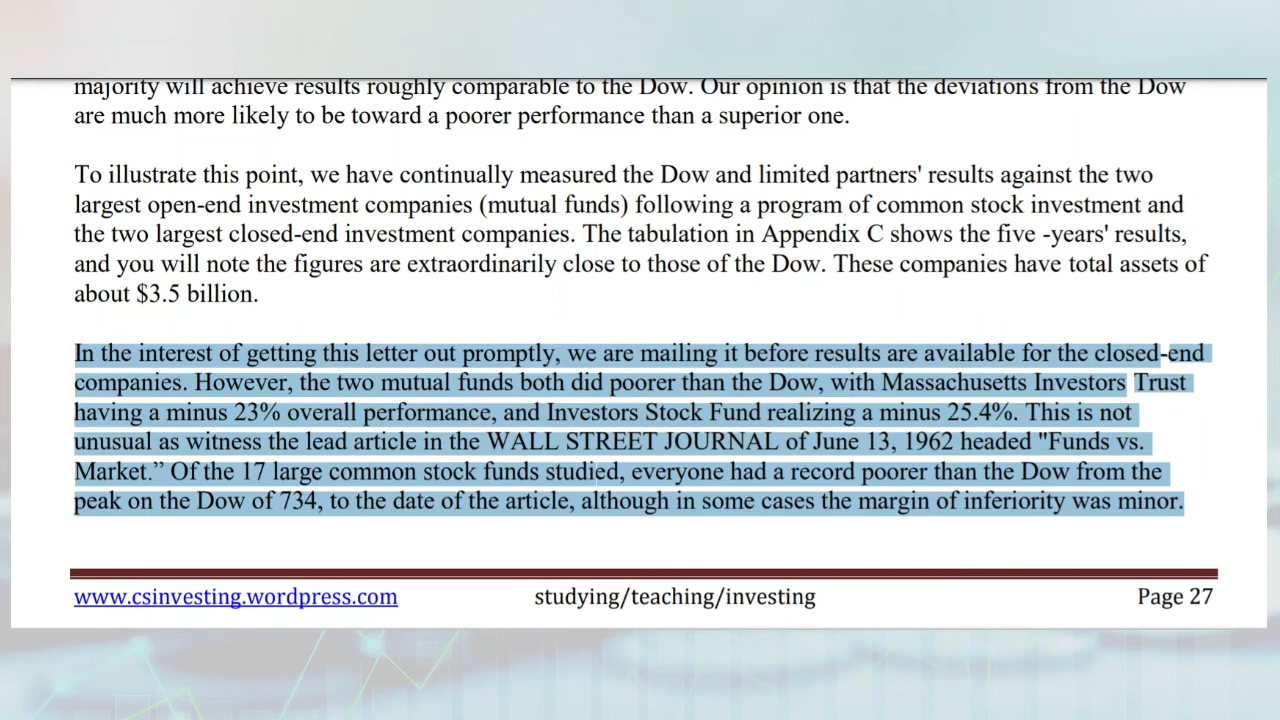 majority will achieve results roughly comparable to the Dow. Our opinion is that the deviations from the Dow
are much more likely to be toward a poorer performance than a superior one.
To illustrate this point, we have continually measured the Dow and limited partners' results against the two
largest open-end investment companies (mutual funds) following a program of common stock investment and
the two largest closed-end investment companies. The tabulation in Appendix C shows the five -years' results,
and you will note the figures are extraordinarily close to those of the Dow. These companies have total assets of
about $3.5 billion.
In the interest of getting this letter out promptly, we are mailing it before results are available for the closed-end
companies. However, the two mutual funds both did poorer than the Dow, with Massachusetts Investors Trust
having a minus 23% overall performance, and Investors Stock Fund realizing a minus 25.4%. This is not
unusual as witness the lead article in the WALL STREET JOURNAL of June 13, 1962 headed "Funds vs.
Market.” Of the 17 large common stock funds studied, everyone had a record poorer than the Dow from the
peak on the Dow of 734, to the date of the article, although in some cases the margin of inferiority was minor.
www.csinvesting.wordpress.com studying/teaching/investing Page 27